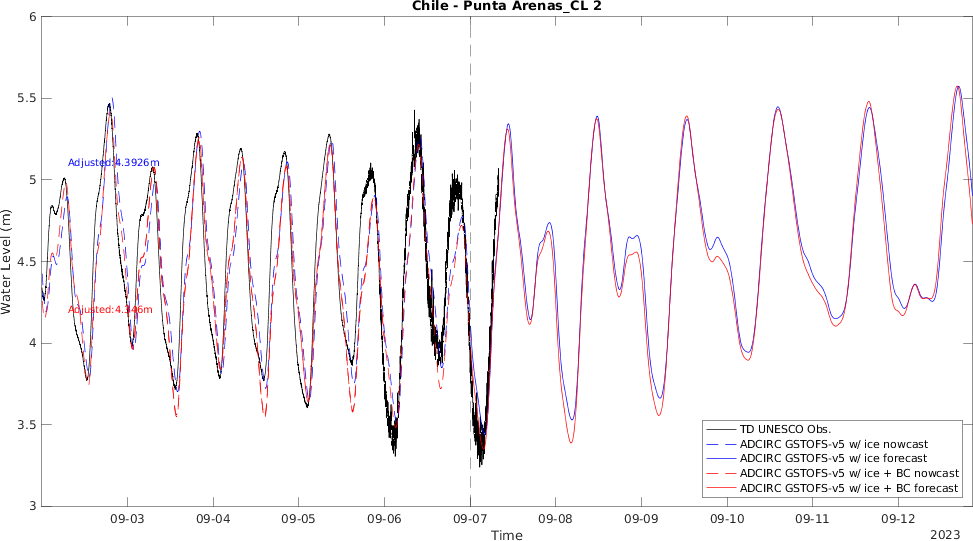 Chile - Punta Arenas_CL 2
6
5.5
5
4.5
4
3.5
3
Water Level (m)
Adjusted:4.3926m
Adjusted:4.346m
TD UNESCO Obs.
ADCIRC GSTOFS-v5 w/ ice nowcast
ADCIRC GSTOFS-v5 w/ ice forecast
ADCIRC GSTOFS-v5 w/ ice + BC nowcast
ADCIRC GSTOFS-v5 w/ ice + BC forecast
09-03
09-04
09-05
09-06
09-07
09-08
09-09
09-10
09-11
09-12
Time
2023